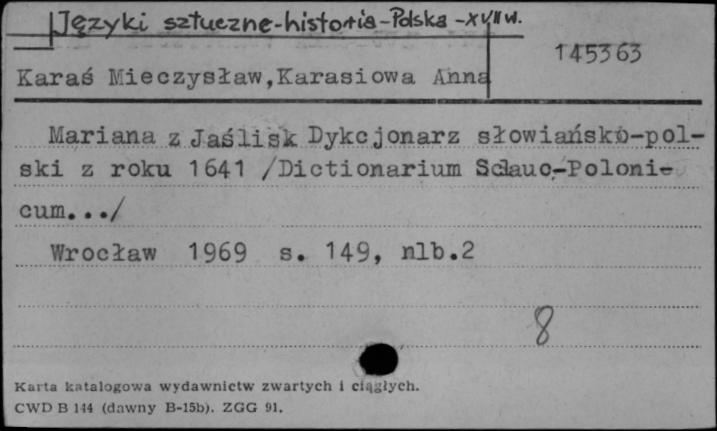 Języki sztuczne-historia-Polska-XVII w.
145363
Karaś Mieczysław,Karasiowa Anna
Mariana z Jaślisk Dykcjonarz słowiańsko-pol-
ski z roku 1641 /Dictionarium Sclauo-Poloni-
cum.../
Wrocław 1969 s. 149, nlb.2
8
Karta katalogowa wydawnictw zwartych i ciągłych.
CWD B 144 (dawny B-15b). ZGG 91.